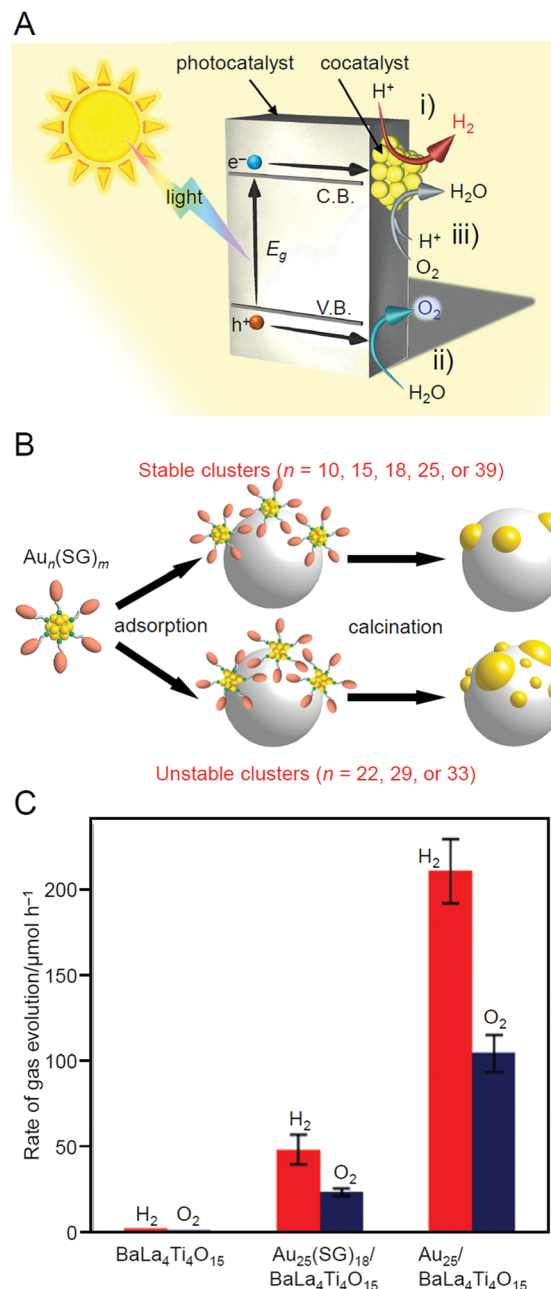 A
photocatalyst
cocatalyst
H⁺
i)
H₂
e⁻
C.B.
H₂O
light
E_g
H⁺
iii)
O₂
V.B.
O₂
h⁺
ii)
H₂O
B
Stable clusters (n = 10, 15, 18, 25, or 39)
Auₙ(SG)ₘ
adsorption
calcination
Unstable clusters (n = 22, 29, or 33)
C
Rate of gas evolution/μmol h⁻¹
200
150
100
50
0
H₂
O₂
H₂
O₂
H₂
O₂
BaLa₄Ti₄O₁₅
Au₂₅(SG)₁₈/
BaLa₄Ti₄O₁₅
Au₂₅/
BaLa₄Ti₄O₁₅